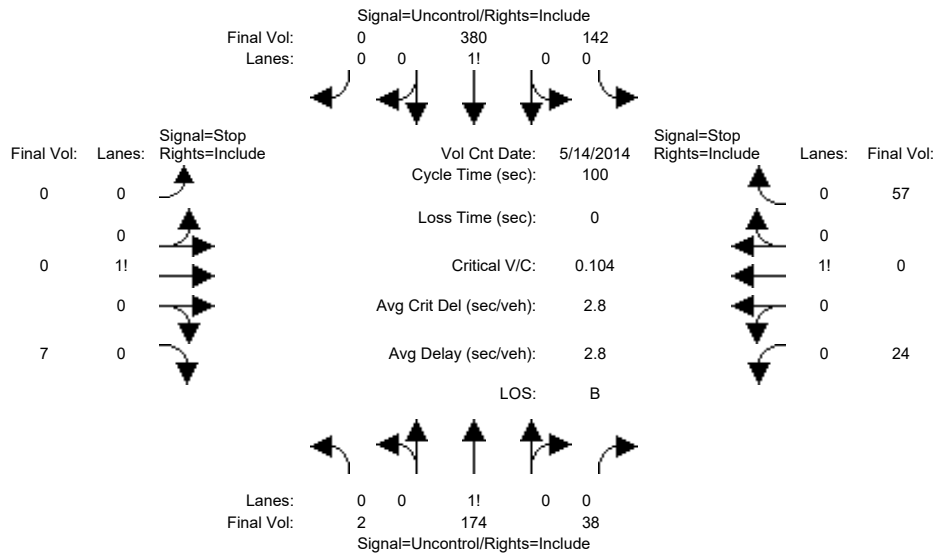 Signal=Uncontrol/Rights=Include
Final Vol: 0 380 142
Lanes: 0 0 1! 0 0
Signal=Stop
Final Vol: Lanes: Rights=Include
Vol Cnt Date: 5/14/2014
Signal=Stop
Rights=Include Lanes: Final Vol:
Cycle Time (sec): 100
0 0
0 57
Loss Time (sec): 0
0
0
0 1!
Critical V/C: 0.104
1! 0
0
Avg Crit Del (sec/veh): 2.8
0
7 0
Avg Delay (sec/veh): 2.8
0 24
LOS: B
Lanes: 0 0 1! 0 0
Final Vol: 2 174 38
Signal=Uncontrol/Rights=Include